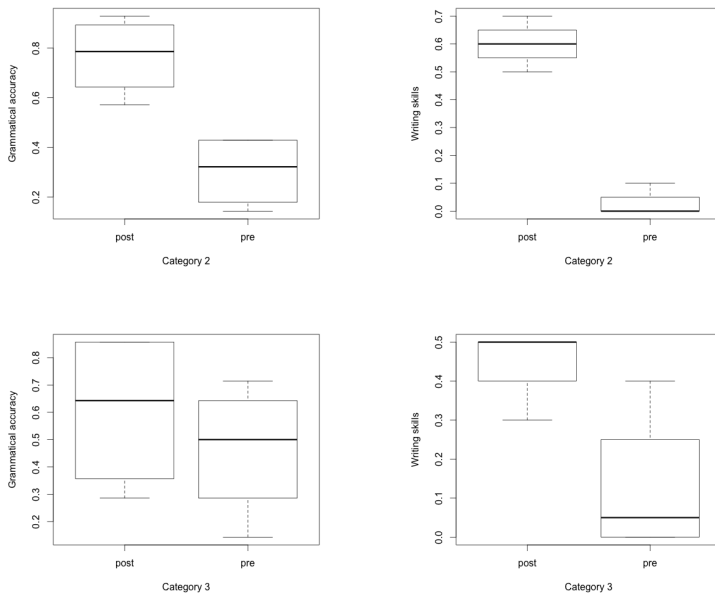 Grammatical accuracy
0.8
0.6
0.4
0.2
post pre
Category 2
Writing skills
0.7
0.6
0.5
0.4
0.3
0.2
0.1
0.0
post pre
Category 2
Grammatical accuracy
0.8
0.7
0.6
0.5
0.4
0.3
0.2
post pre
Category 3
Writing skills
0.5
0.4
0.3
0.2
0.1
0.0
post pre
Category 3